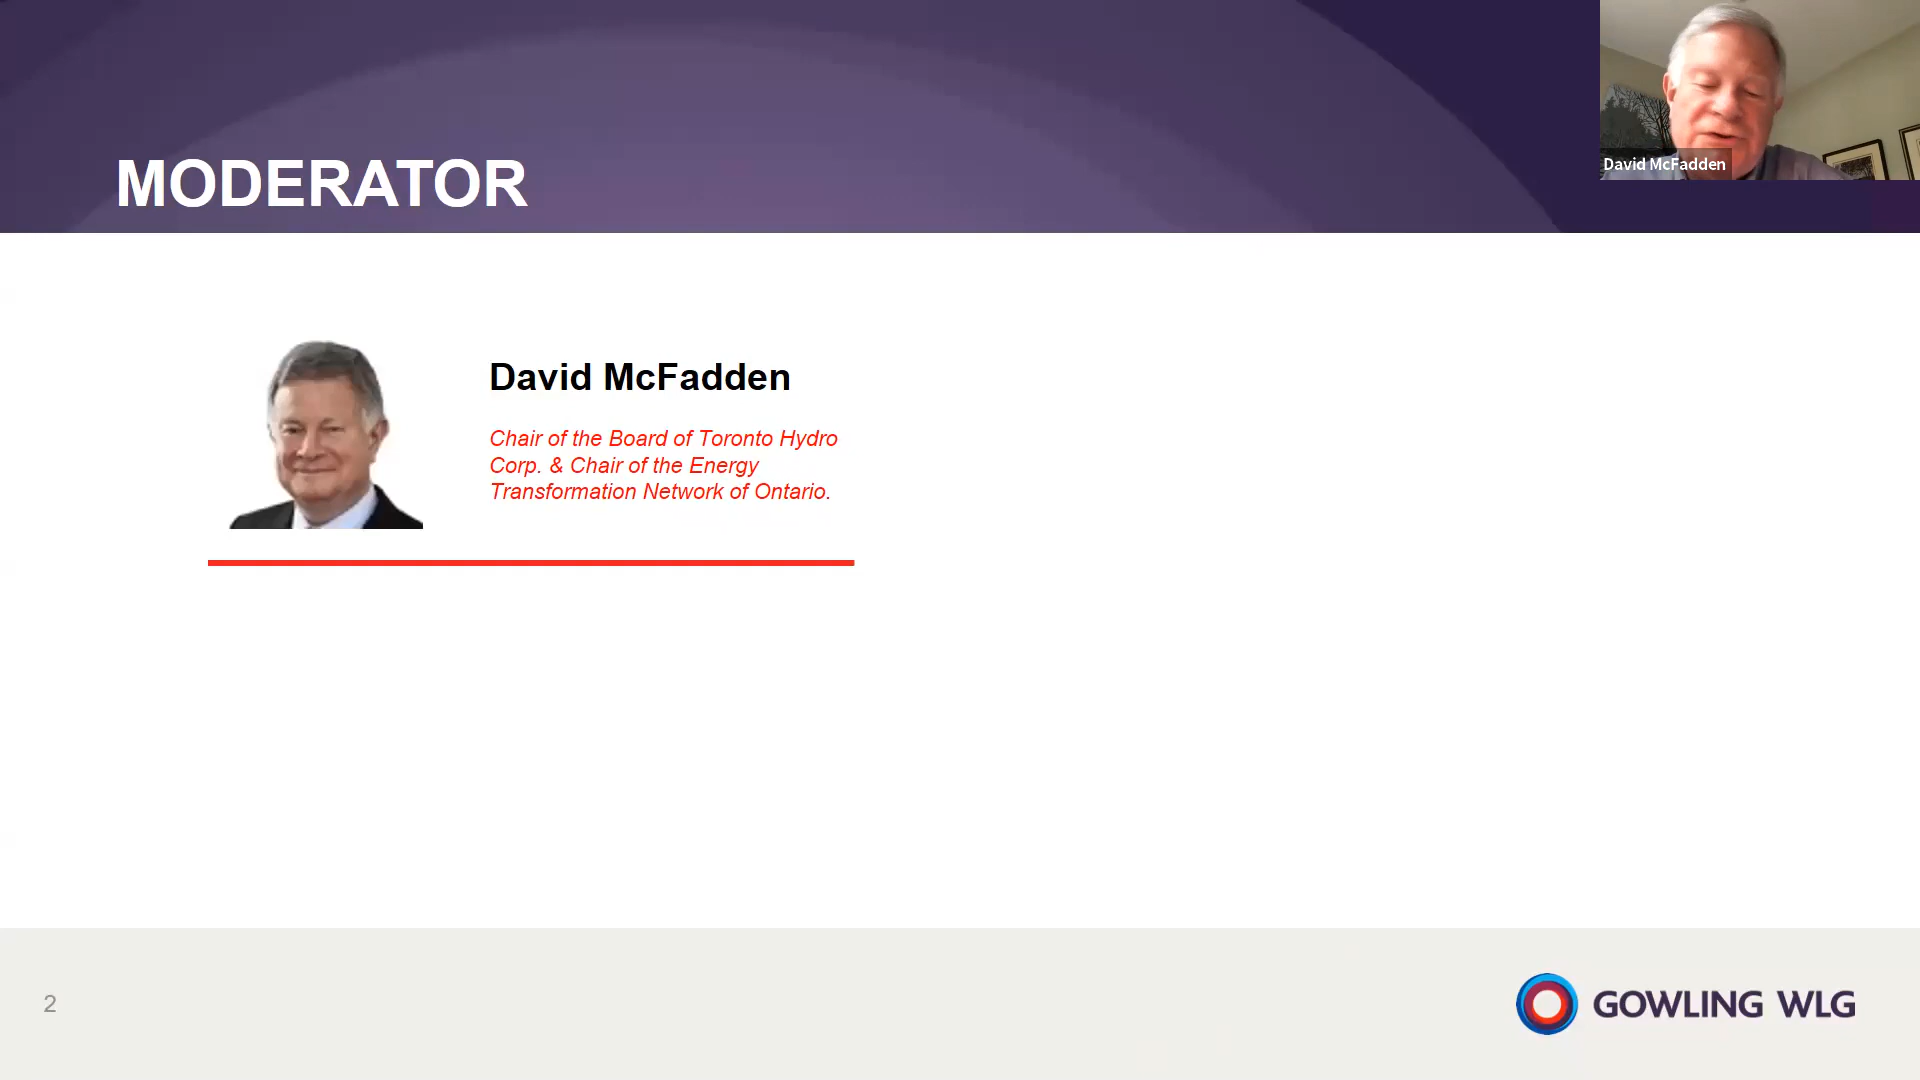 MODERATOR
David McFadden
David McFadden
Chair of the Board of Toronto Hydro
Corp. & Chair of the Energy
Transformation Network of Ontario.
2
GOWLING WLG